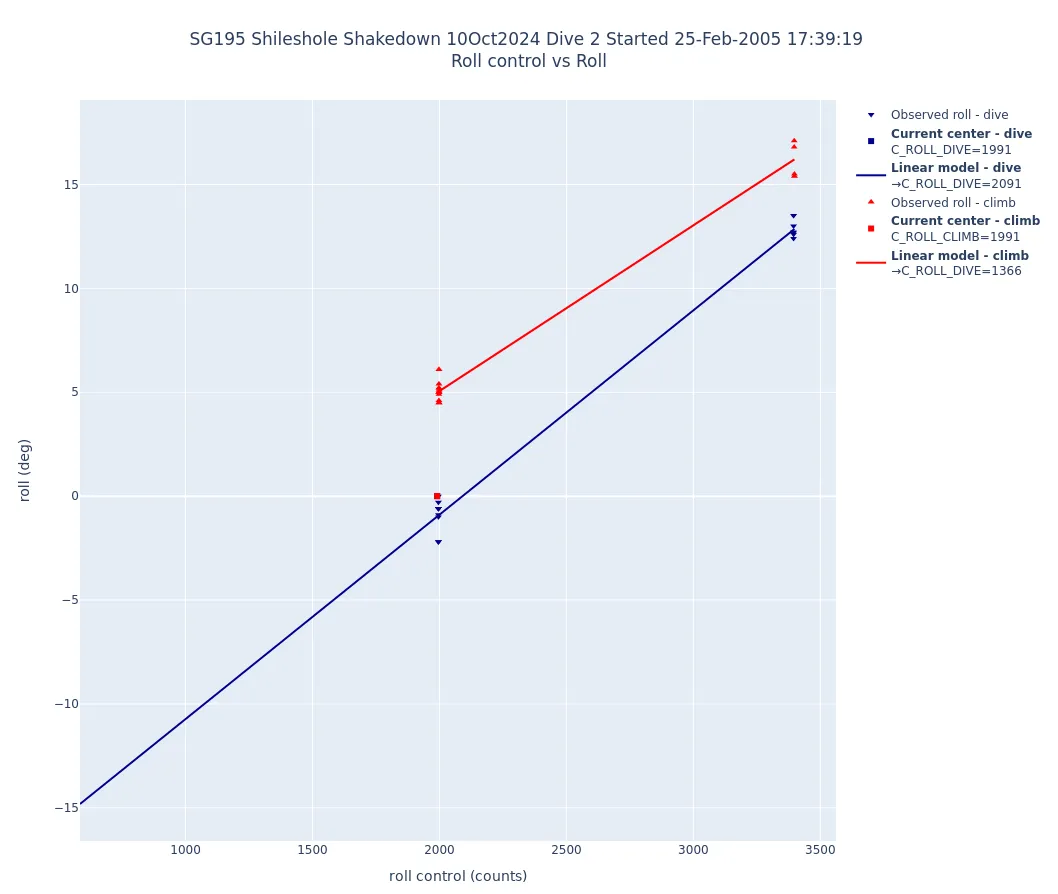 SG195 Shileshole Shakedown 10Oct2024 Dive 2 Started 25-Feb-2005 17:39:19
Roll control vs Roll
Observed roll - dive
Current center - dive
C_ROLL_DIVE=1991
Linear model - dive
→C_ROLL_DIVE=2091
Observed roll - climb
Current center - climb
C_ROLL_CLIMB=1991
Linear model - climb
→C_ROLL_DIVE=1366
15
10
5
0
−5
−10
−15
roll (deg)
1000
1500
2000
2500
3000
3500
roll control (counts)